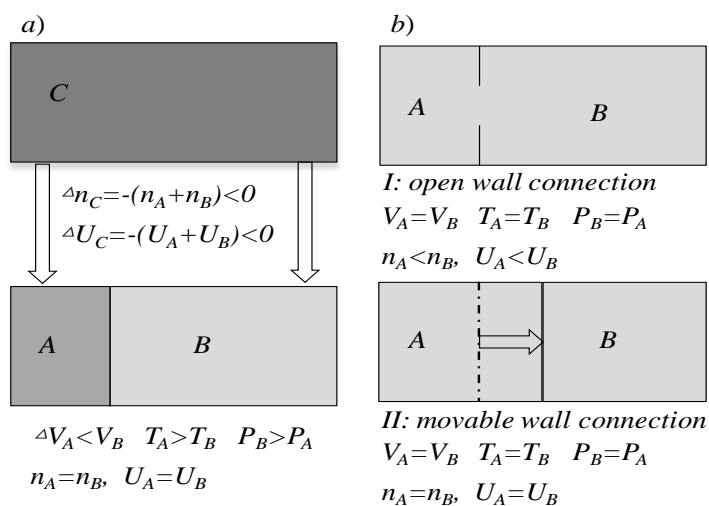 a)
C
△n_C=-(n_A+n_B)<0
△U_C=-(U_A+U_B)<0
A B
△V_A<V_B T_A>T_B P_B>P_A
n_A=n_B, U_A=U_B
b)
A B
I: open wall connection
V_A=V_B T_A=T_B P_B=P_A
n_A<n_B, U_A<U_B
A B
II: movable wall connection
V_A=V_B T_A=T_B P_B=P_A
n_A=n_B, U_A=U_B